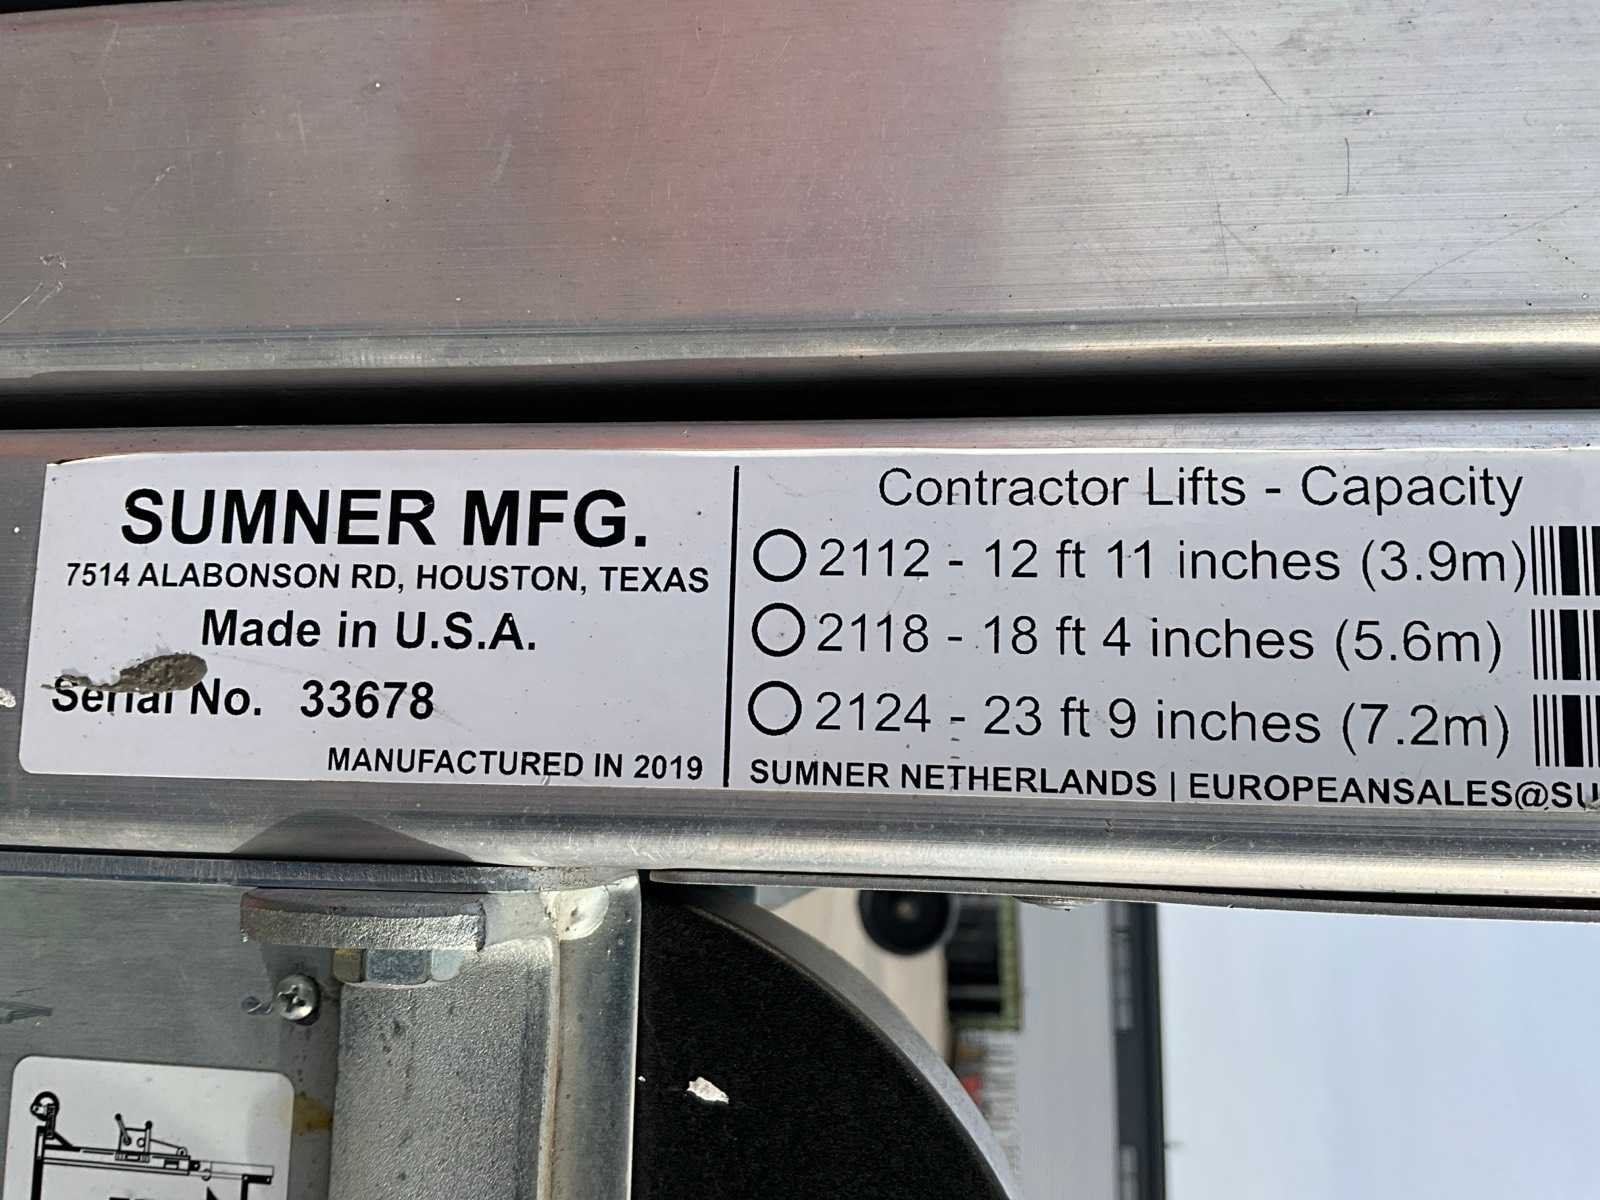 SUMNER MFG.
7514 ALABONSON RD, HOUSTON, TEXAS
Made in U.S.A.
Serial No. 33678
MANUFACTURED IN 2019
Contractor Lifts - Capacity
2112 - 12 ft 11 inches (3.9m)
2118 - 18 ft 4 inches (5.6m)
2124 - 23 ft 9 inches (7.2m)
SUMNER NETHERLANDS | EUROPEANSALES@SU